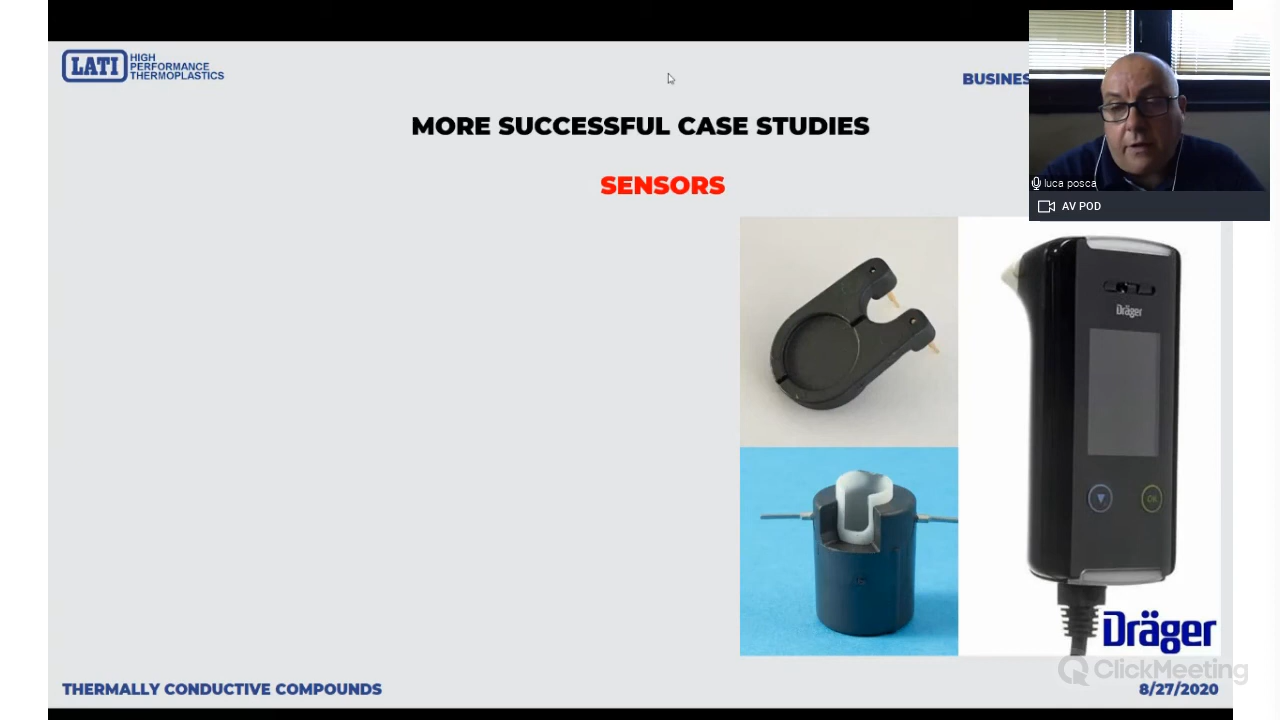 LATI
HIGH
PERFORMANCE
THERMOPLASTICS
BUSINES
MORE SUCCESSFUL CASE STUDIES
SENSORS
luca posca
AV POD
Dräger
OK
Dräger
ClickMeeting
THERMALLY CONDUCTIVE COMPOUNDS
8/27/2020